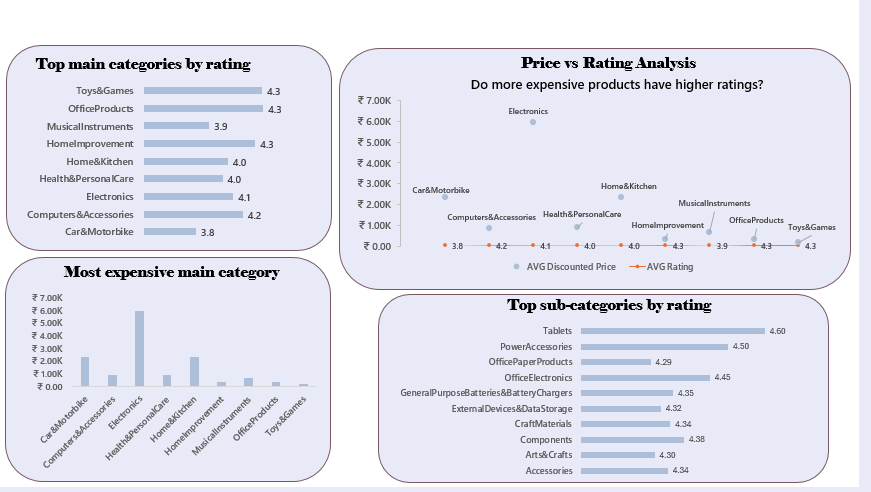 Top main categories by rating
Toys&Games 4.3
OfficeProducts 4.3
MusicalInstruments 3.9
HomeImprovement 4.3
Home&Kitchen 4.0
Health&PersonalCare 4.0
Electronics 4.1
Computers&Accessories 4.2
Car&Motorbike 3.8
Price vs Rating Analysis
Do more expensive products have higher ratings?
₹ 7.00K
₹ 6.00K
₹ 5.00K
₹ 4.00K
₹ 3.00K
₹ 2.00K
₹ 1.00K
₹ 0.00
Electronics
Car&Motorbike
Home&Kitchen
Computers&Accessories
Health&PersonalCare
MusicalInstruments
HomeImprovement
OfficeProducts
Toys&Games
3.8 4.2 4.1 4.0 4.0 4.3 3.9 4.3 4.3
AVG Discounted Price AVG Rating
Most expensive main category
₹ 7.00K
₹ 6.00K
₹ 5.00K
₹ 4.00K
₹ 3.00K
₹ 2.00K
₹ 1.00K
₹ 0.00
Car&Motorbike
Computers&Accessories
Electronics
Health&PersonalCare
Home&Kitchen
HomeImprovement
MusicalInstruments
OfficeProducts
Toys&Games
Top sub-categories by rating
Tablets 4.60
PowerAccessories 4.50
OfficePaperProducts 4.29
OfficeElectronics 4.45
GeneralPurposeBatteries&BatteryChargers 4.35
ExternalDevices&DataStorage 4.32
CraftMaterials 4.34
Components 4.38
Arts&Crafts 4.30
Accessories 4.34